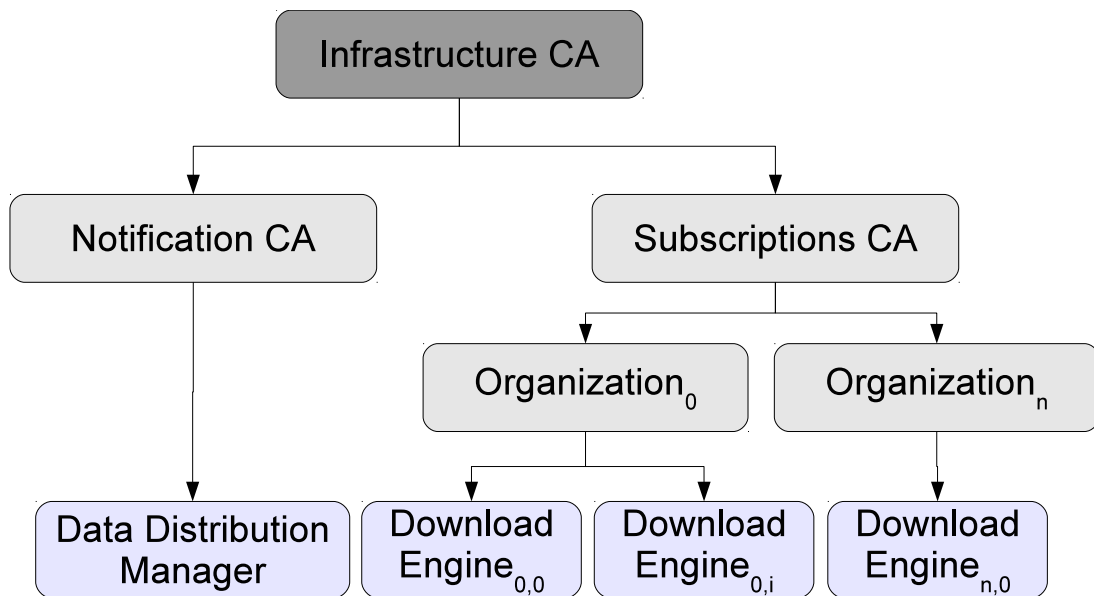 Infrastructure CA
Notification CA
Subscriptions CA
Organization0
Organizationn
Data Distribution
Manager
Download
Engine0,0
Download
Engine0,i
Download
Enginen,0